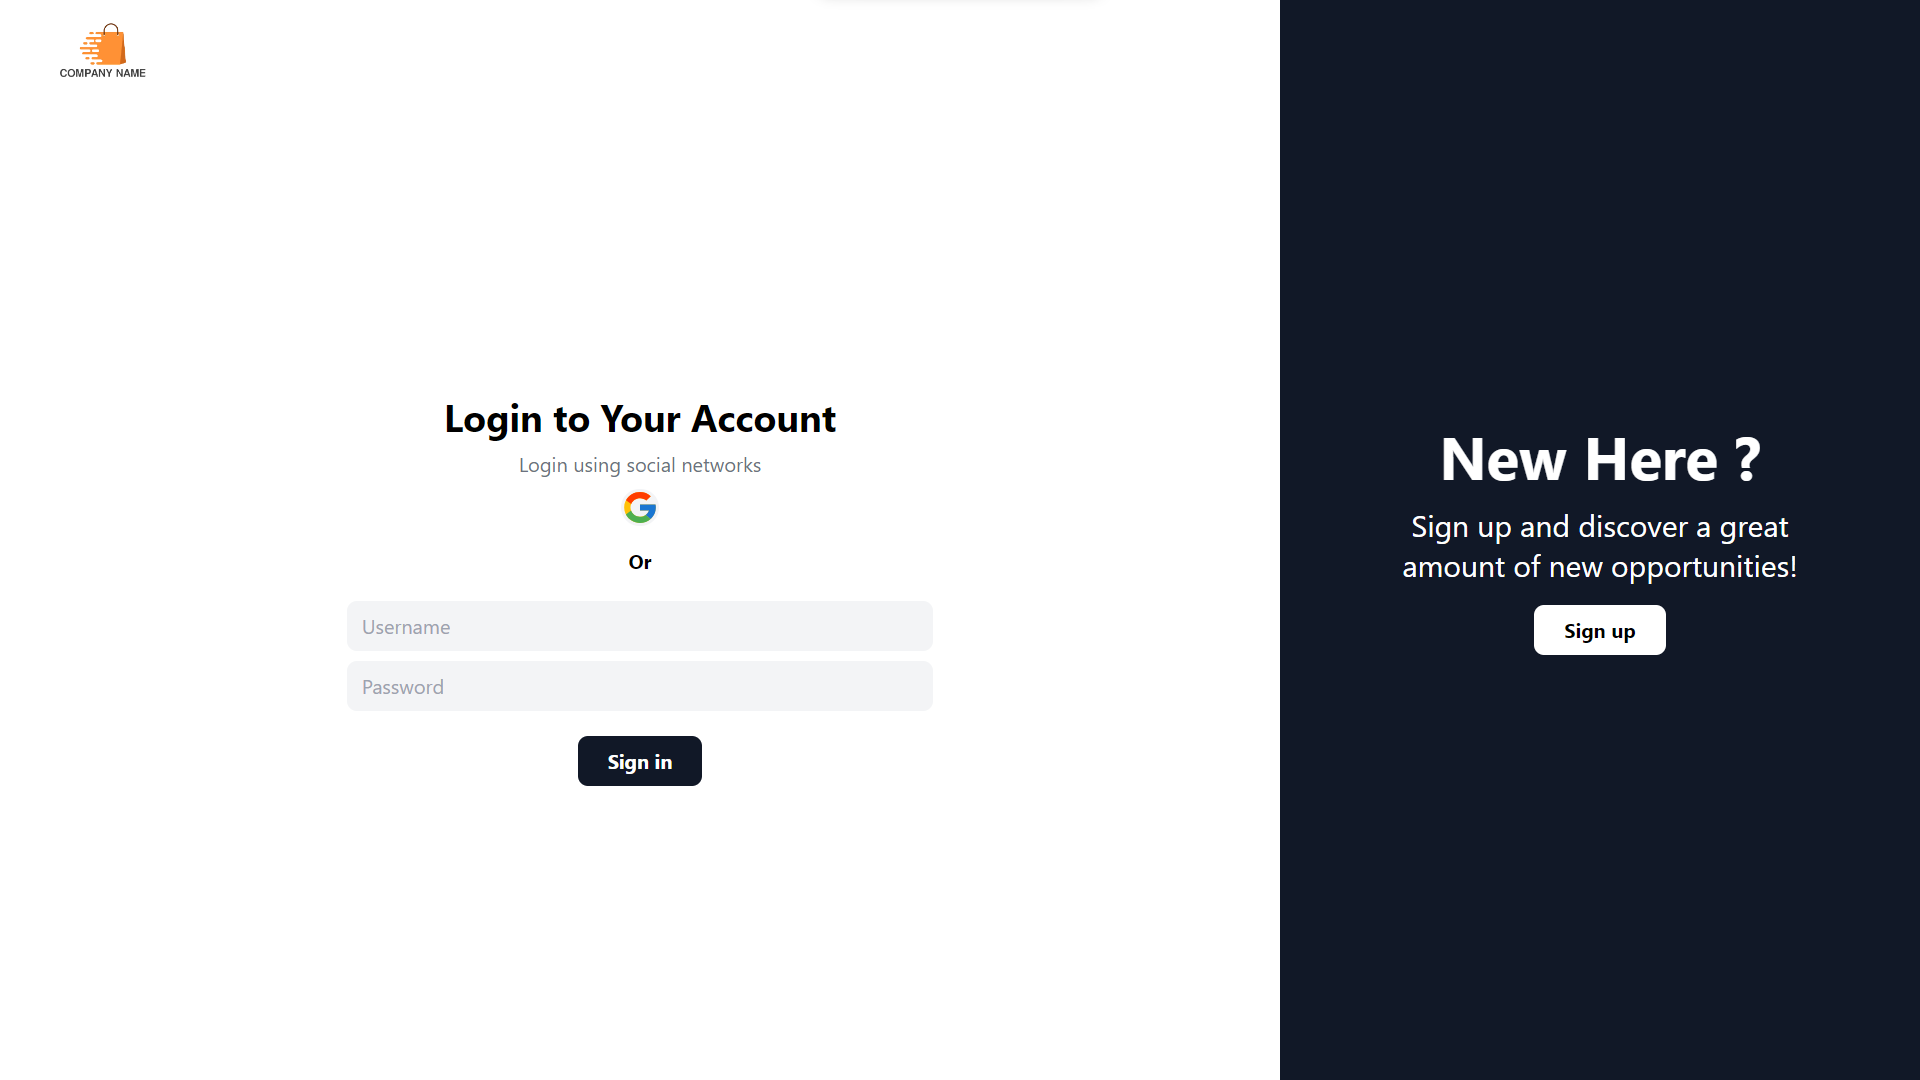 COMPANY NAME
Login to Your Account
Login using social networks
Or
Username
Password
Sign in
New Here ?
Sign up and discover a great
amount of new opportunities!
Sign up